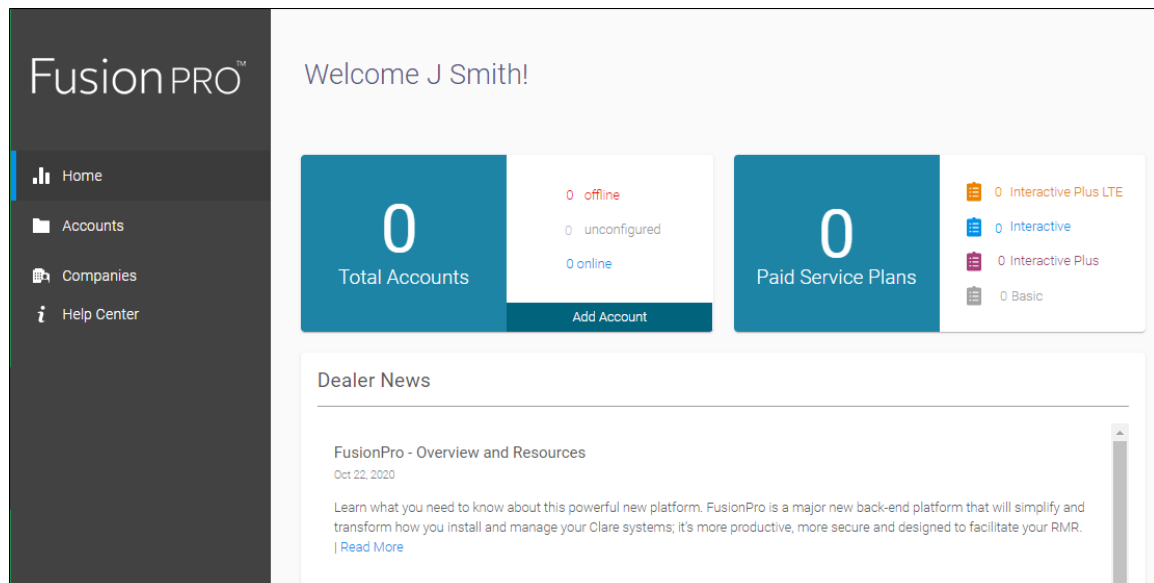 FusionPRO™
Welcome J Smith!
Home
Accounts
Companies
Help Center
0
Total Accounts
0 offline
0 unconfigured
0 online
Add Account
0
Paid Service Plans
0 Interactive Plus LTE
0 Interactive
0 Interactive Plus
0 Basic
Dealer News
FusionPro - Overview and Resources
Oct 22, 2020
Learn what you need to know about this powerful new platform. FusionPro is a major new back-end platform that will simplify and
transform how you install and manage your Clare systems; it's more productive, more secure and designed to facilitate your RMR.
| Read More